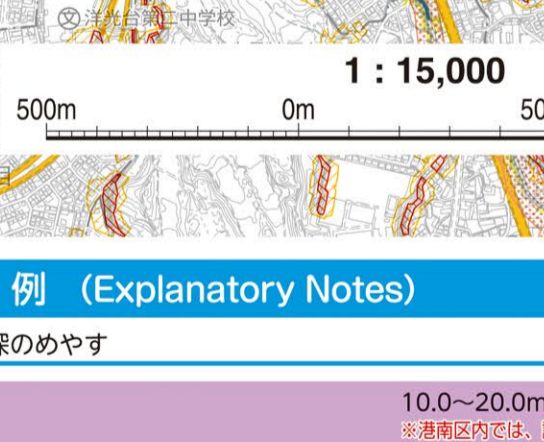 洋光台第二中学校
1 : 15,000
500m 0m 50
例 (Explanatory Notes)
深のめやす
10.0～20.0m
※港南区内では、